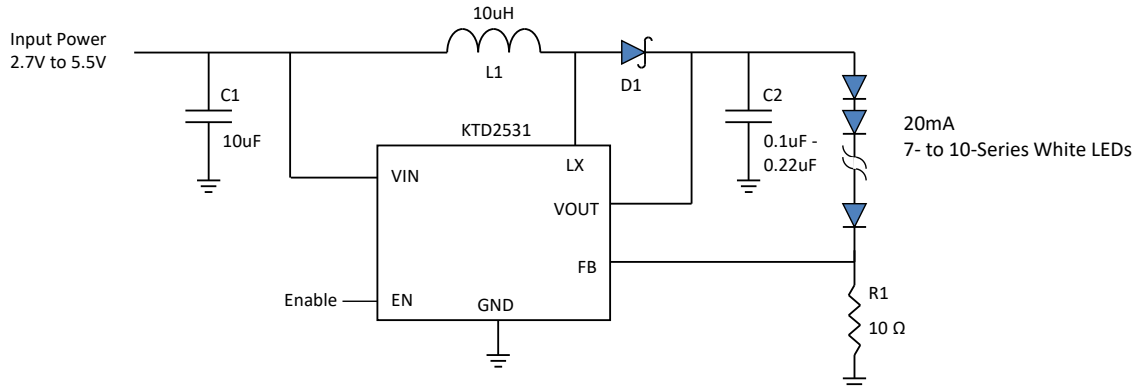 10uH
Input Power
2.7V to 5.5V
L1
D1
C1
10uF
C2
0.1uF -
0.22uF
20mA
7- to 10-Series White LEDs
KTD2531
LX
VIN
VOUT
FB
Enable
EN
GND
R1
10 Ω